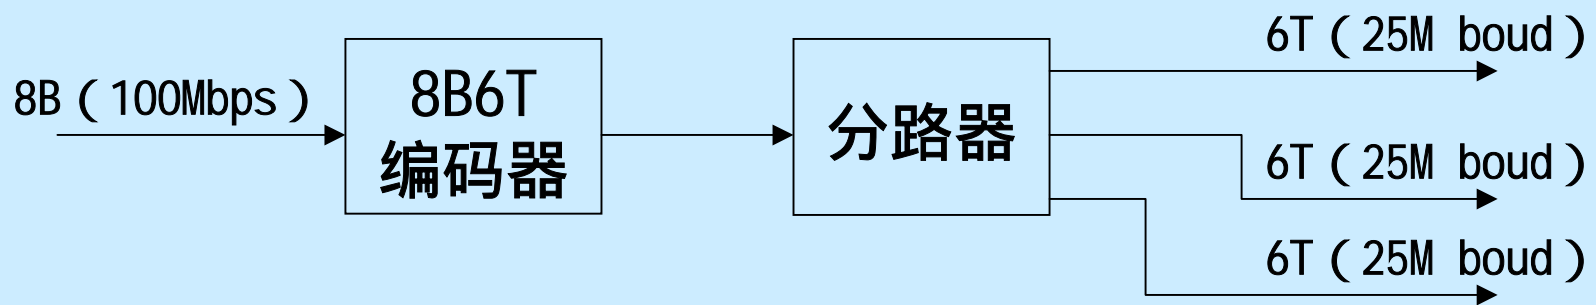 8B（100Mbps）
8B6T
编码器
分路器
6T（25M boud）
6T（25M boud）
6T（25M boud）